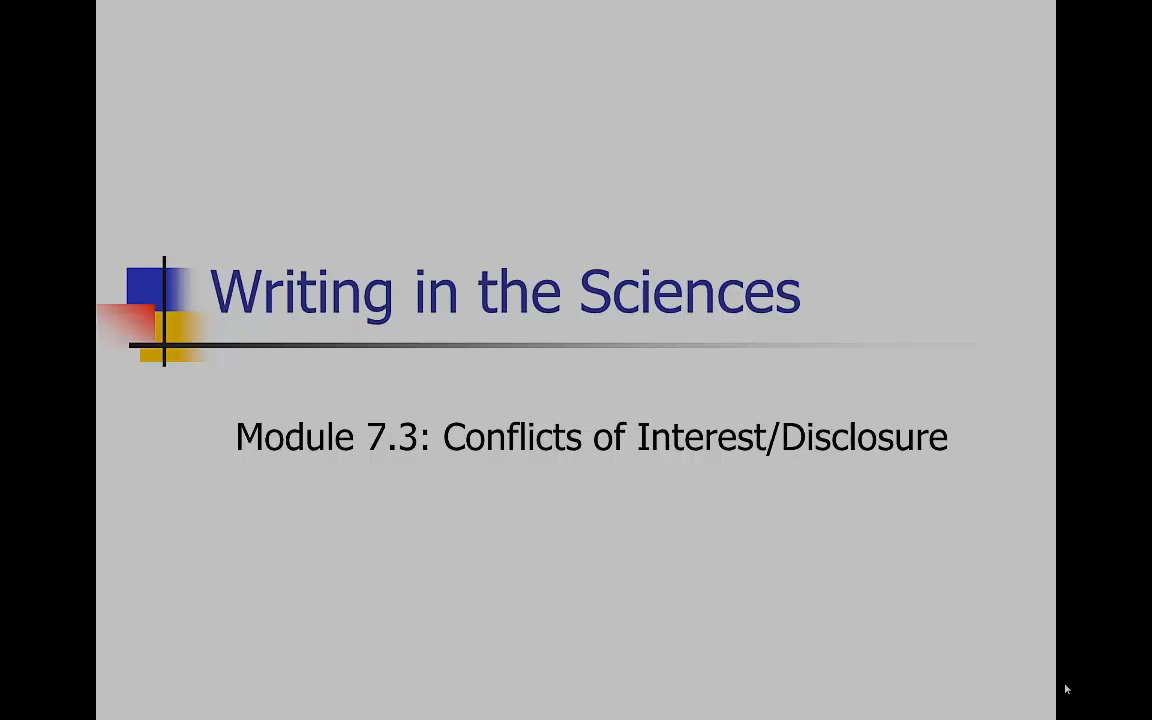 Writing in the Sciences
Module 7.3: Conflicts of Interest/Disclosure